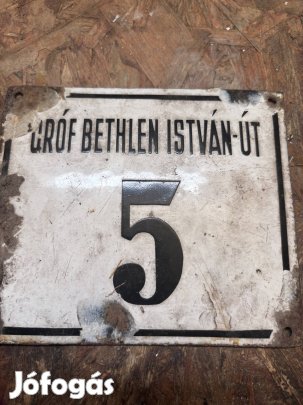 GRÓF BETHLEN ISTVÁN-ÚT
5
Jófogás